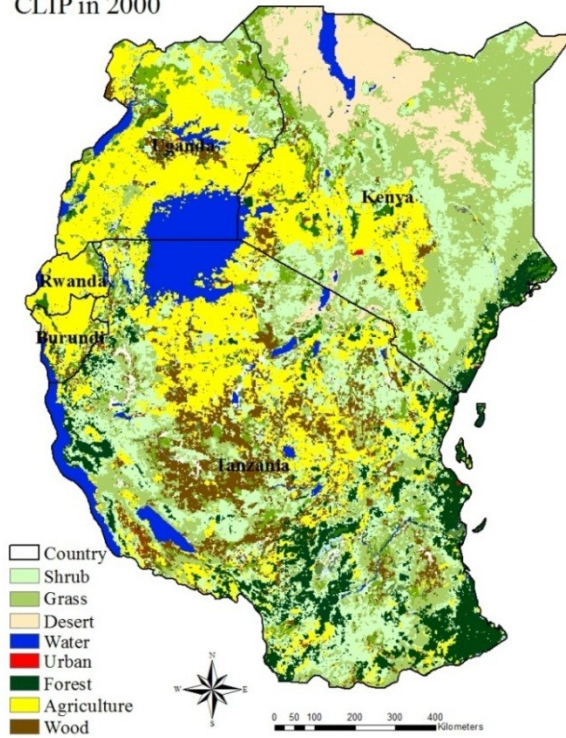 CLIP in 2000
Uganda
Kenya
Rwanda
Burundi
Tanzania
Country
Shrub
Grass
Desert
Water
Urban
Forest
Agriculture
Wood
N
W E
S
0 50 100 200 300 400
Kilometers